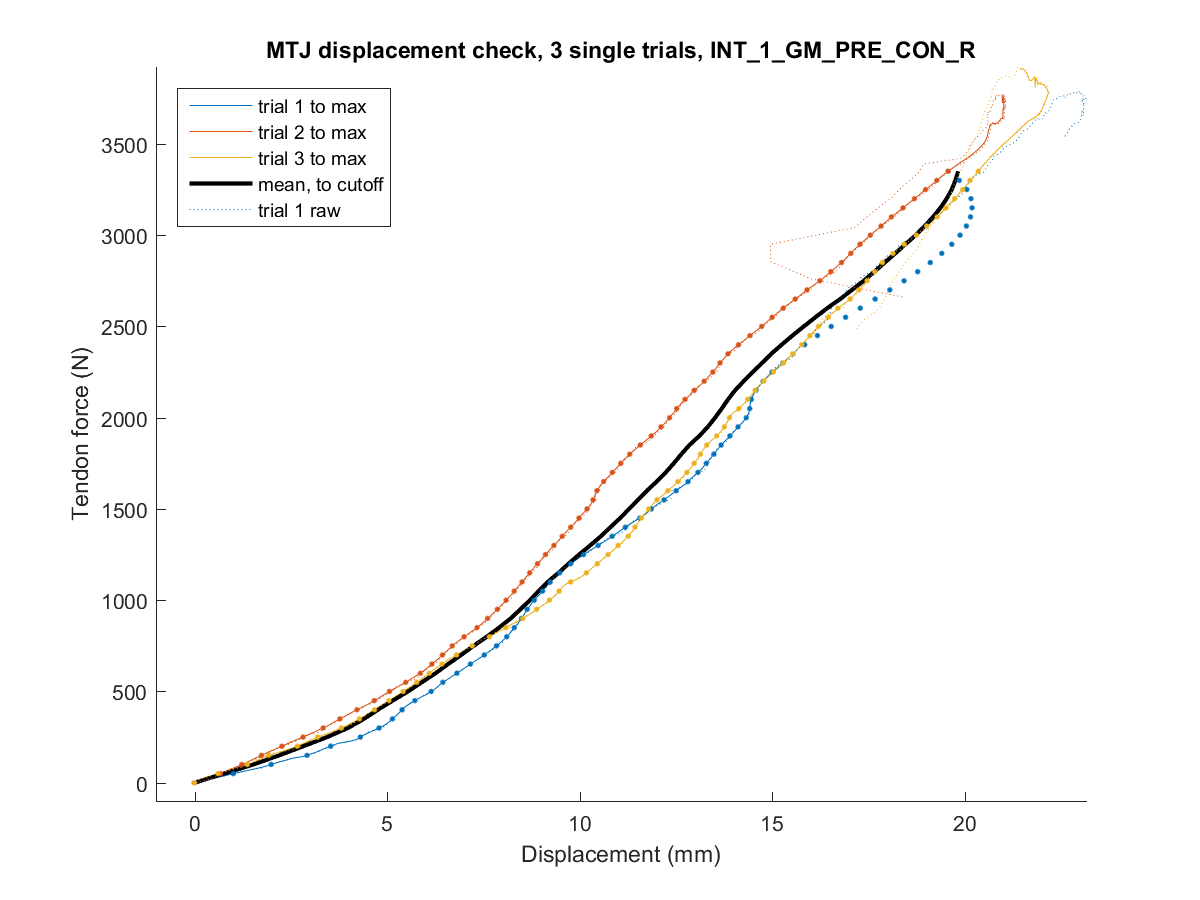 MTJ displacement check, 3 single trials, INT_1_GM_PRE_CON_R
trial 1 to max
trial 2 to max
trial 3 to max
mean, to cutoff
trial 1 raw
3500
3000
2500
2000
1500
1000
500
0
Tendon force (N)
0 5 10 15 20
Displacement (mm)